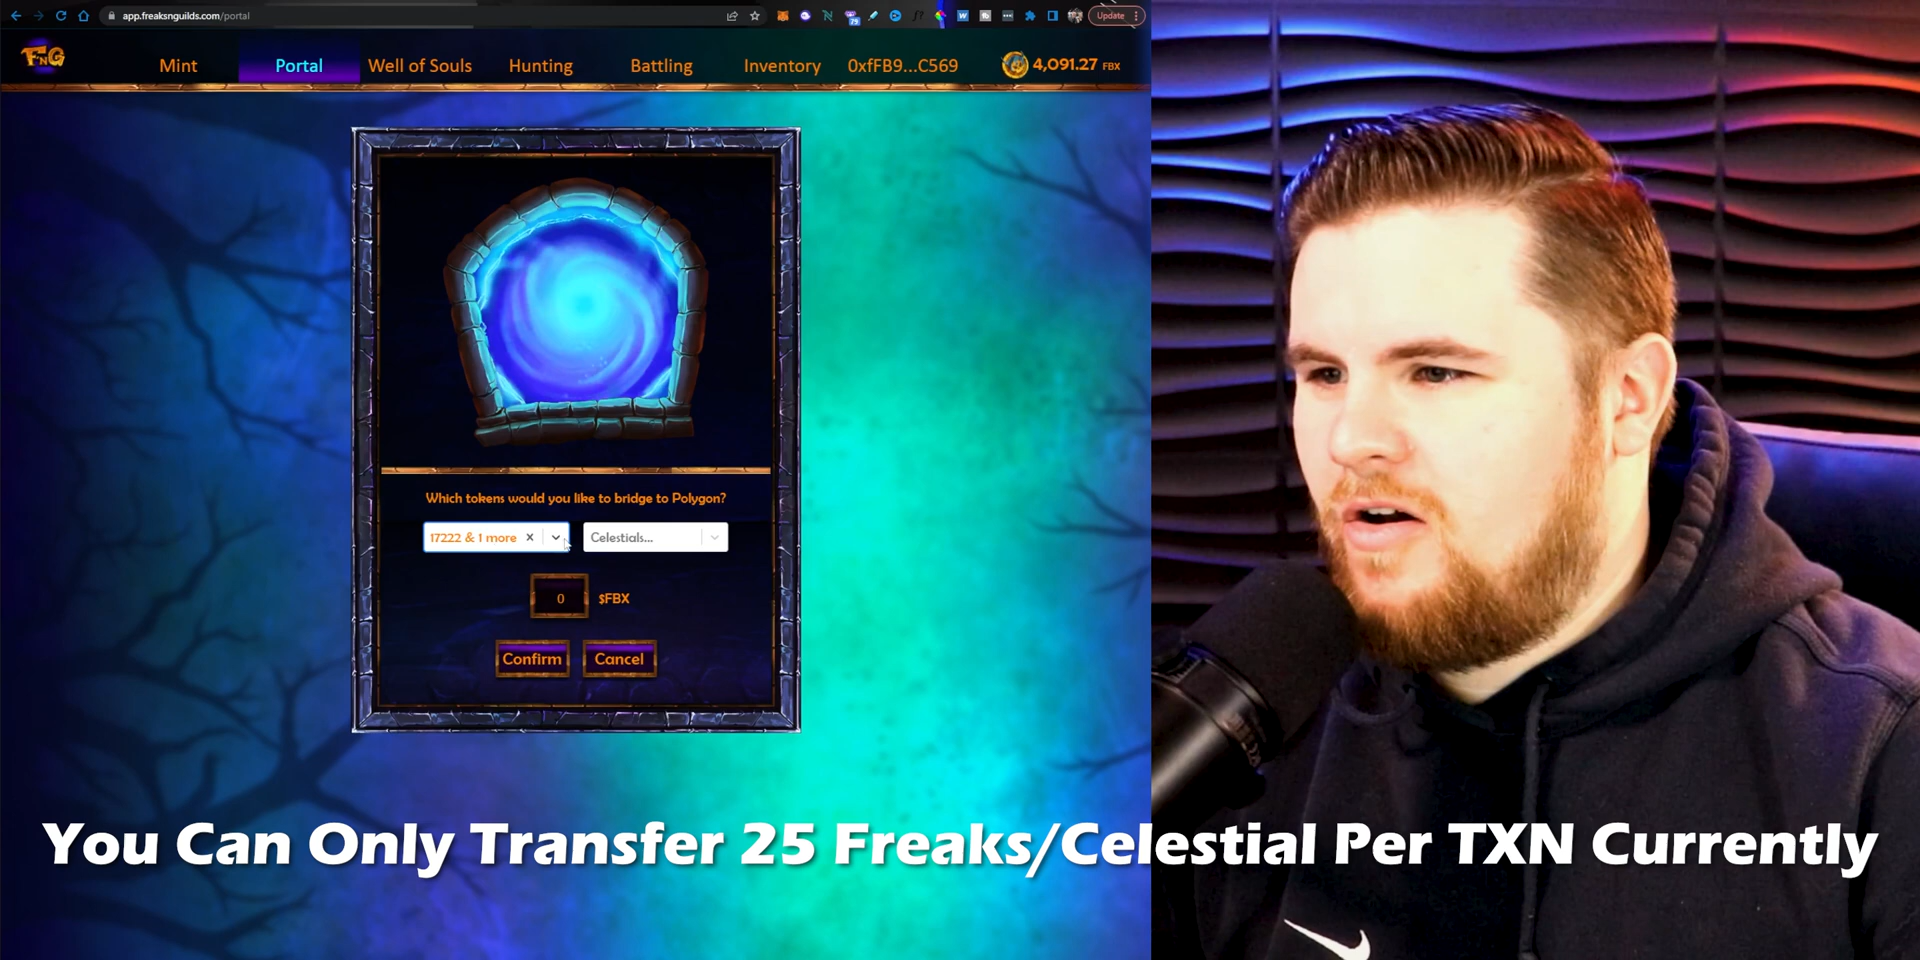 app.freaksnguilds.com/portal
79
Update
FnG
Mint
Portal
Well of Souls
Hunting
Battling
Inventory
0xfFB9...C569
4,091.27 FBX
Which tokens would you like to bridge to Polygon?
17222 & 1 more
Celestials...
0
$FBX
Confirm
Cancel
You Can Only Transfer 25 Freaks/Celestial Per TXN Currently